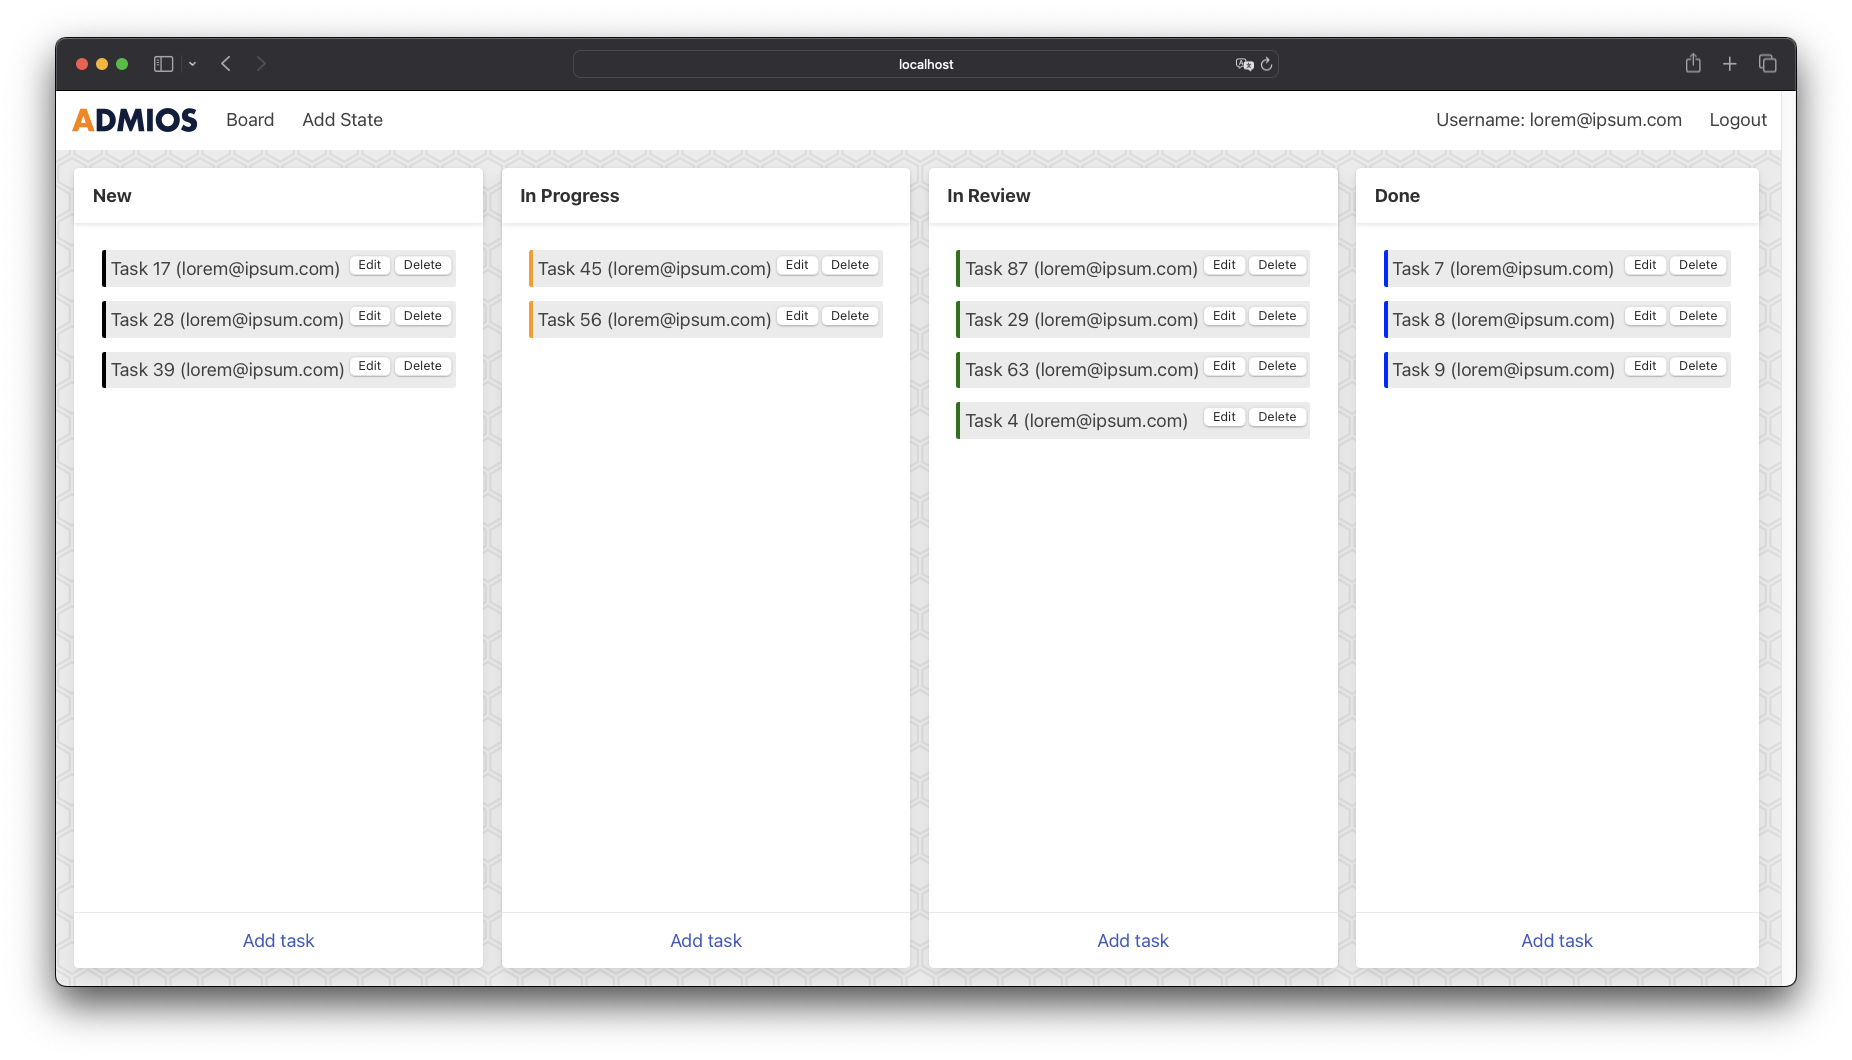 localhost
ADMIOS Board Add State Username: lorem@ipsum.com Logout
New
Task 17 (lorem@ipsum.com) Edit Delete
Task 28 (lorem@ipsum.com) Edit Delete
Task 39 (lorem@ipsum.com) Edit Delete
Add task
In Progress
Task 45 (lorem@ipsum.com) Edit Delete
Task 56 (lorem@ipsum.com) Edit Delete
Add task
In Review
Task 87 (lorem@ipsum.com) Edit Delete
Task 29 (lorem@ipsum.com) Edit Delete
Task 63 (lorem@ipsum.com) Edit Delete
Task 4 (lorem@ipsum.com) Edit Delete
Add task
Done
Task 7 (lorem@ipsum.com) Edit Delete
Task 8 (lorem@ipsum.com) Edit Delete
Task 9 (lorem@ipsum.com) Edit Delete
Add task